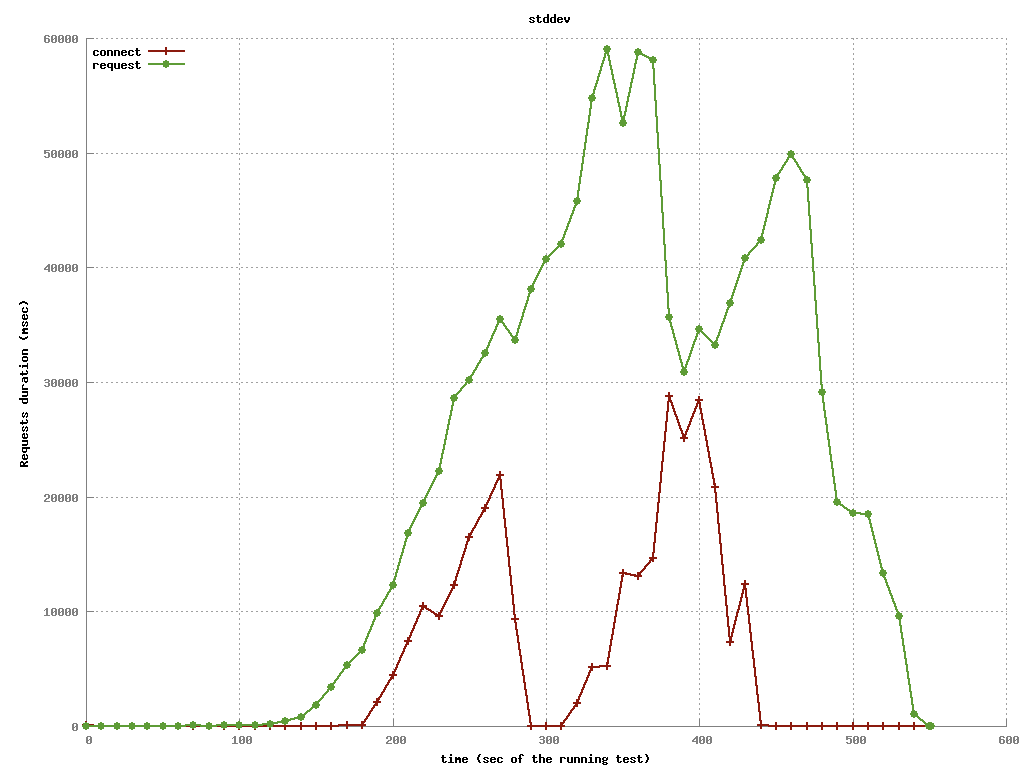 stddev
connect
request
60000
50000
40000
30000
20000
10000
0
Requests duration (msec)
0 100 200 300 400 500 600
time (sec of the running test)